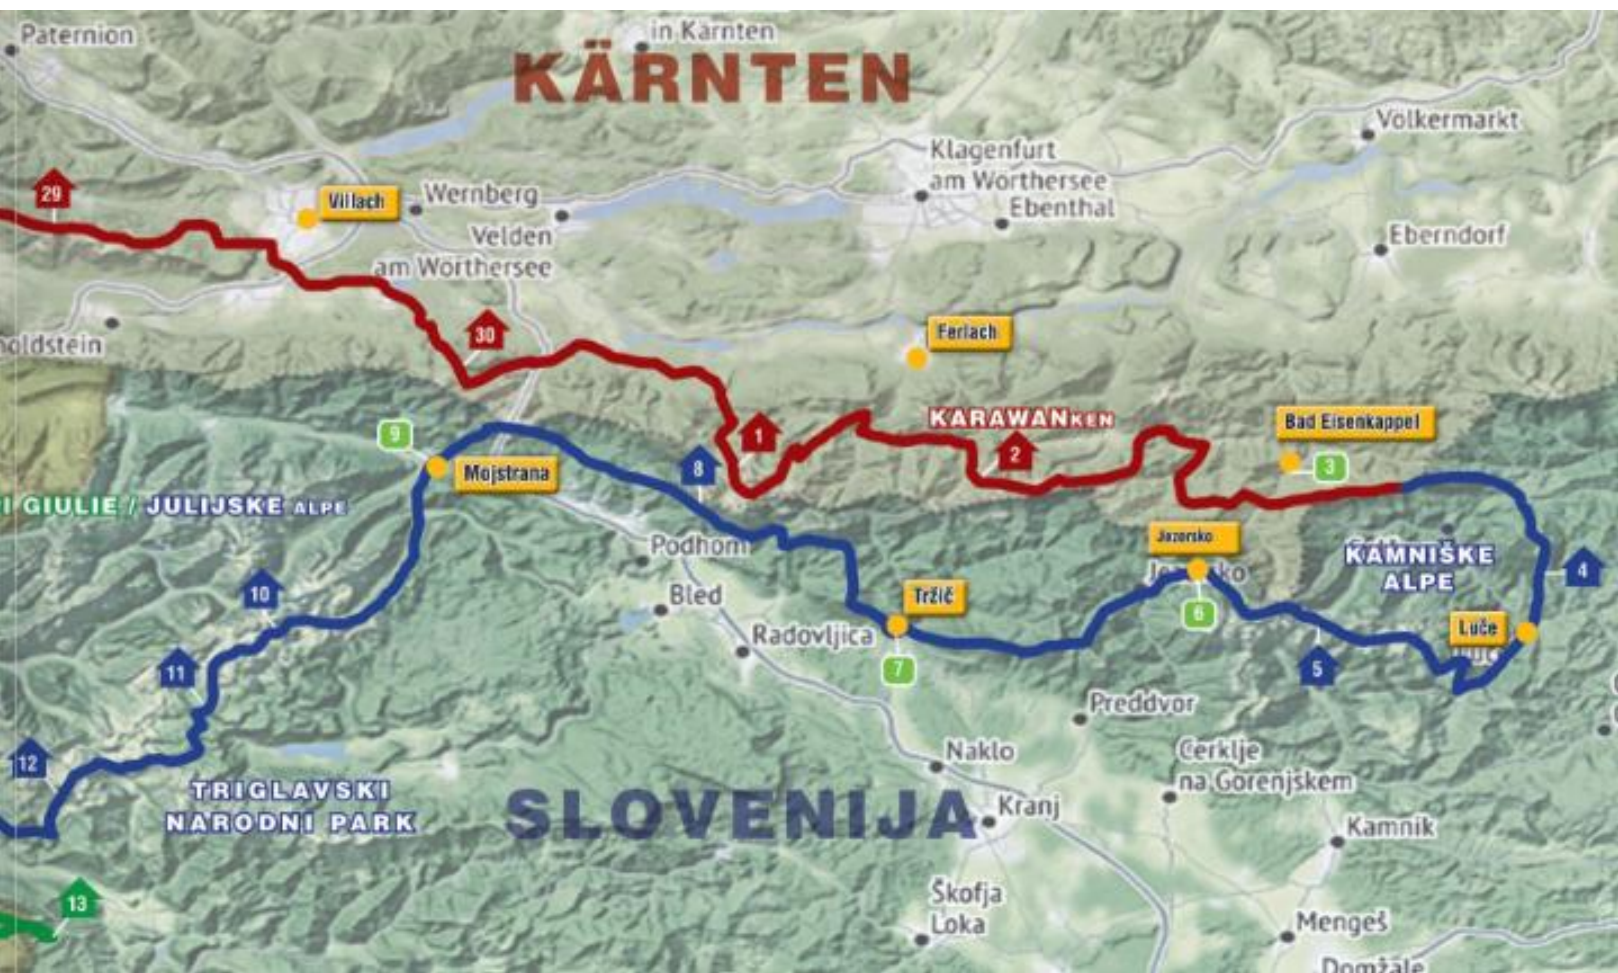 Paternion
in Kärnten
KÄRNTEN
Völkermarkt
Klagenfurt
am Wörthersee
Ebenthal
29
Villach
Wernberg
Velden
am Wörthersee
Eberndorf
30
Ferlach
noldstein
9
Mojstrana
8
1
KARAWANKEN
2
Bad Eisenkappel
3
I GIULIE / JULIJSKE ALPE
Podhom
Jezersko
KAMNIŠKE
ALPE
4
10
Bled
Tržič
6
Radovljica
7
Luče
5
11
Preddvor
12
Naklo
Cerklje
na Gorenjskem
TRIGLAVSKI
NARODNI PARK
SLOVENIJA
Kranj
Kamnik
13
Škofja
Loka
Mengeš
Domžale